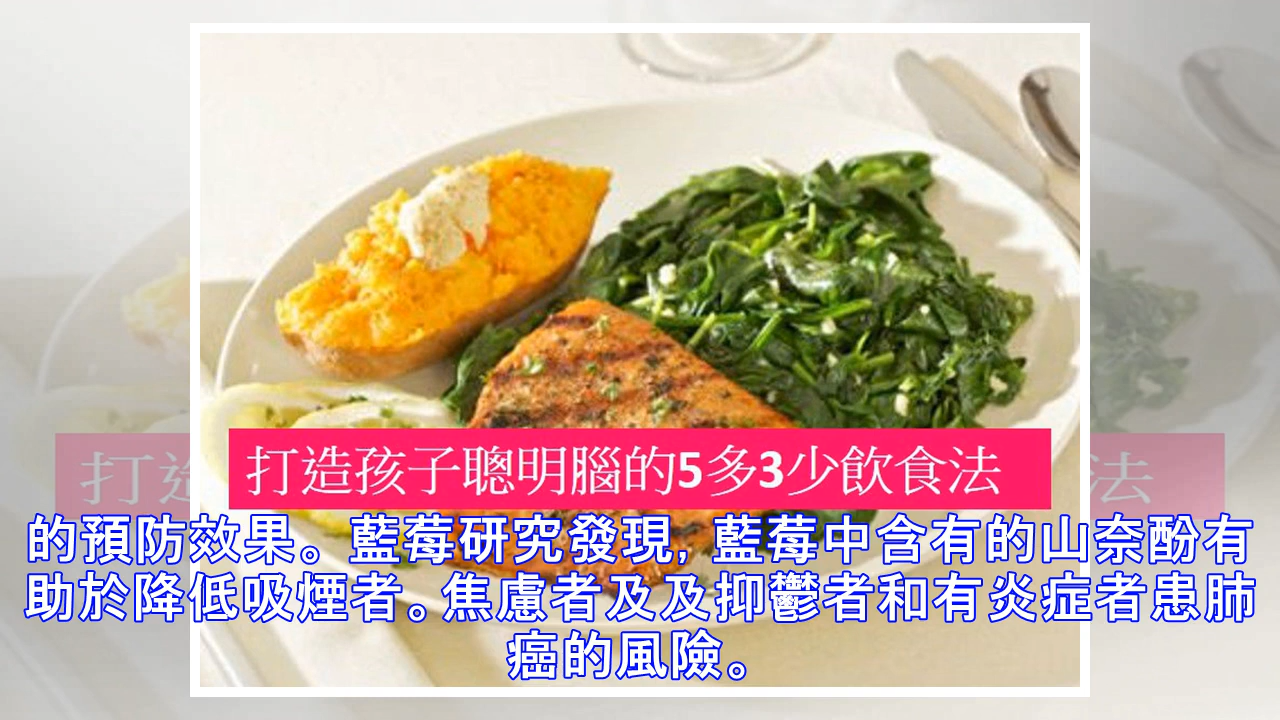 打造孩子聰明腦的5多3少飲食法
的預防效果。藍莓研究發現,藍莓中含有的山奈酚有
助於降低吸煙者。焦慮者及及抑鬱者和有炎症者患肺
癌的風險。